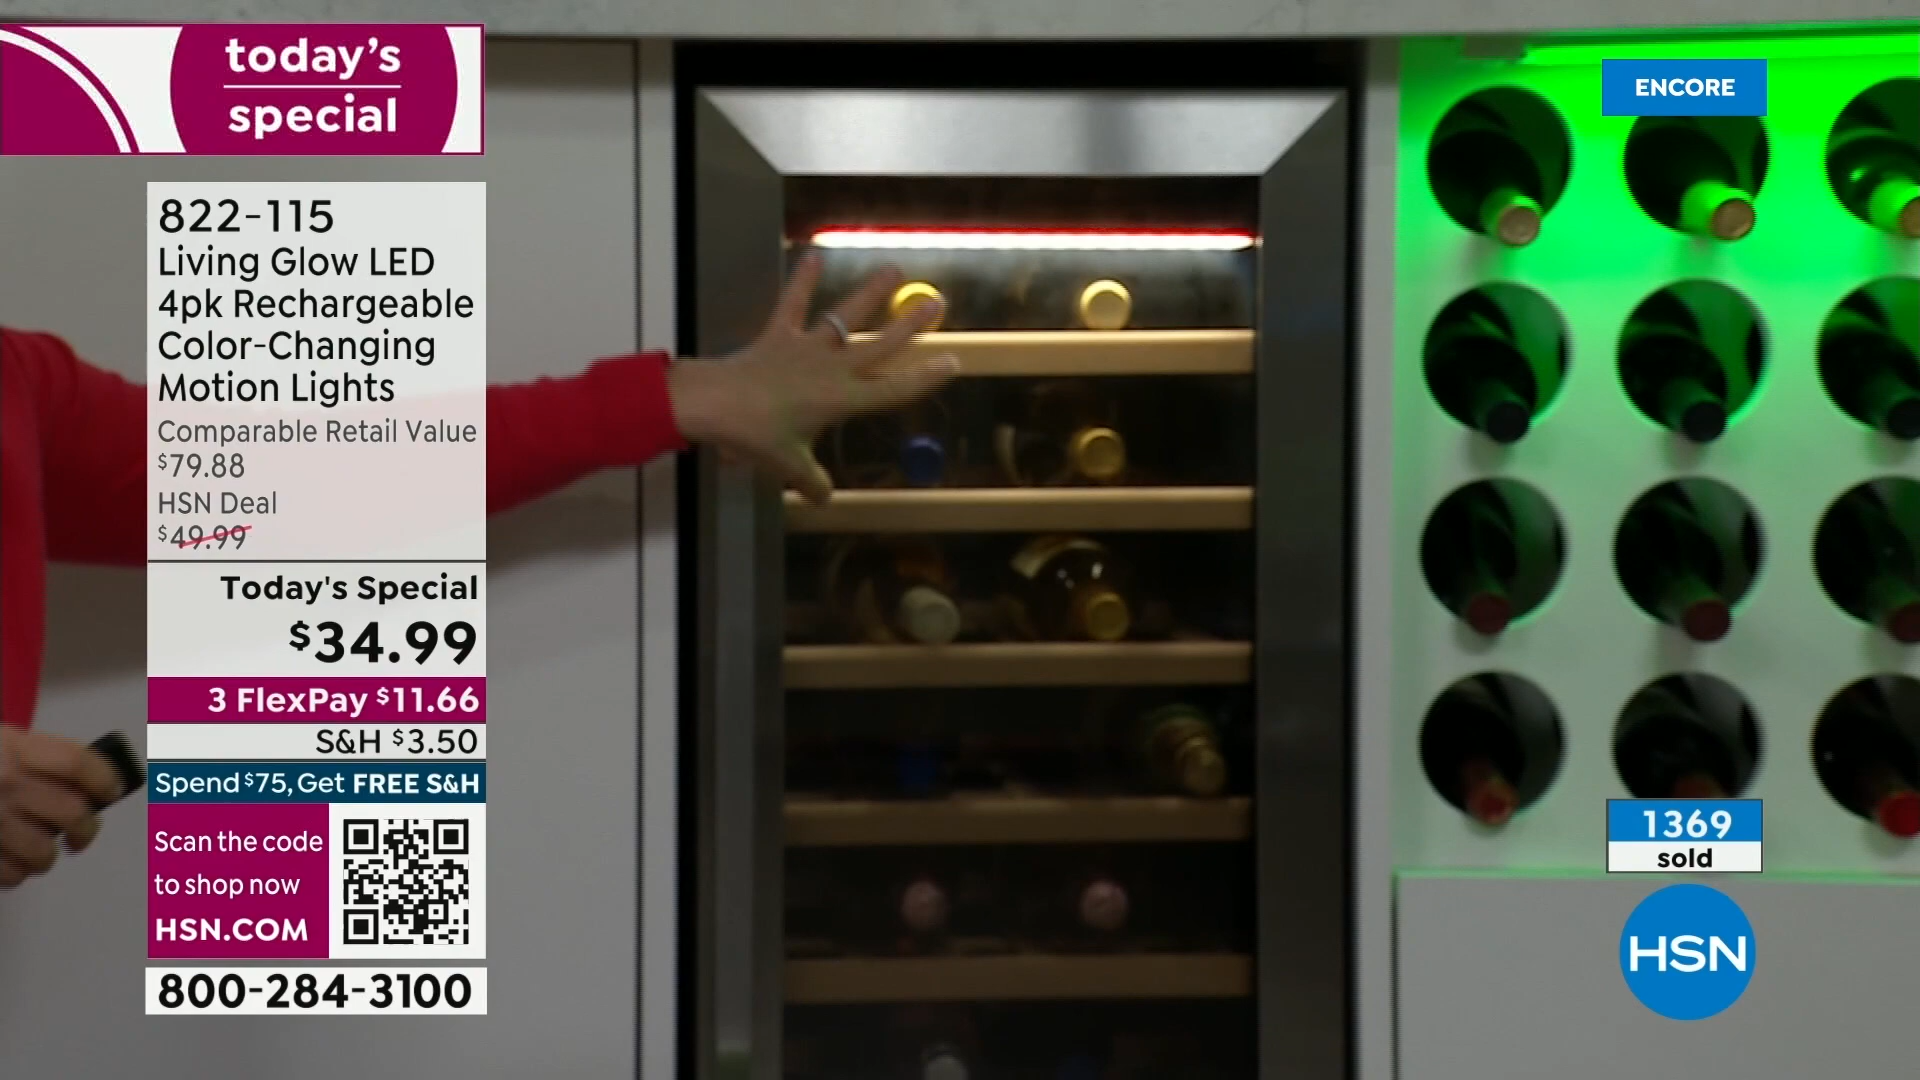 today's
special
822-115
Living Glow LED
4pk Rechargeable
Color-Changing
Motion Lights
Comparable Retail Value
$79.88
HSN Deal
$49.99
Today's Special
$34.99
3 FlexPay $11.66
S&H $3.50
Spend $75, Get FREE S&H
Scan the code
to shop now
HSN.COM
800-284-3100
ENCORE
1369
sold
HSN